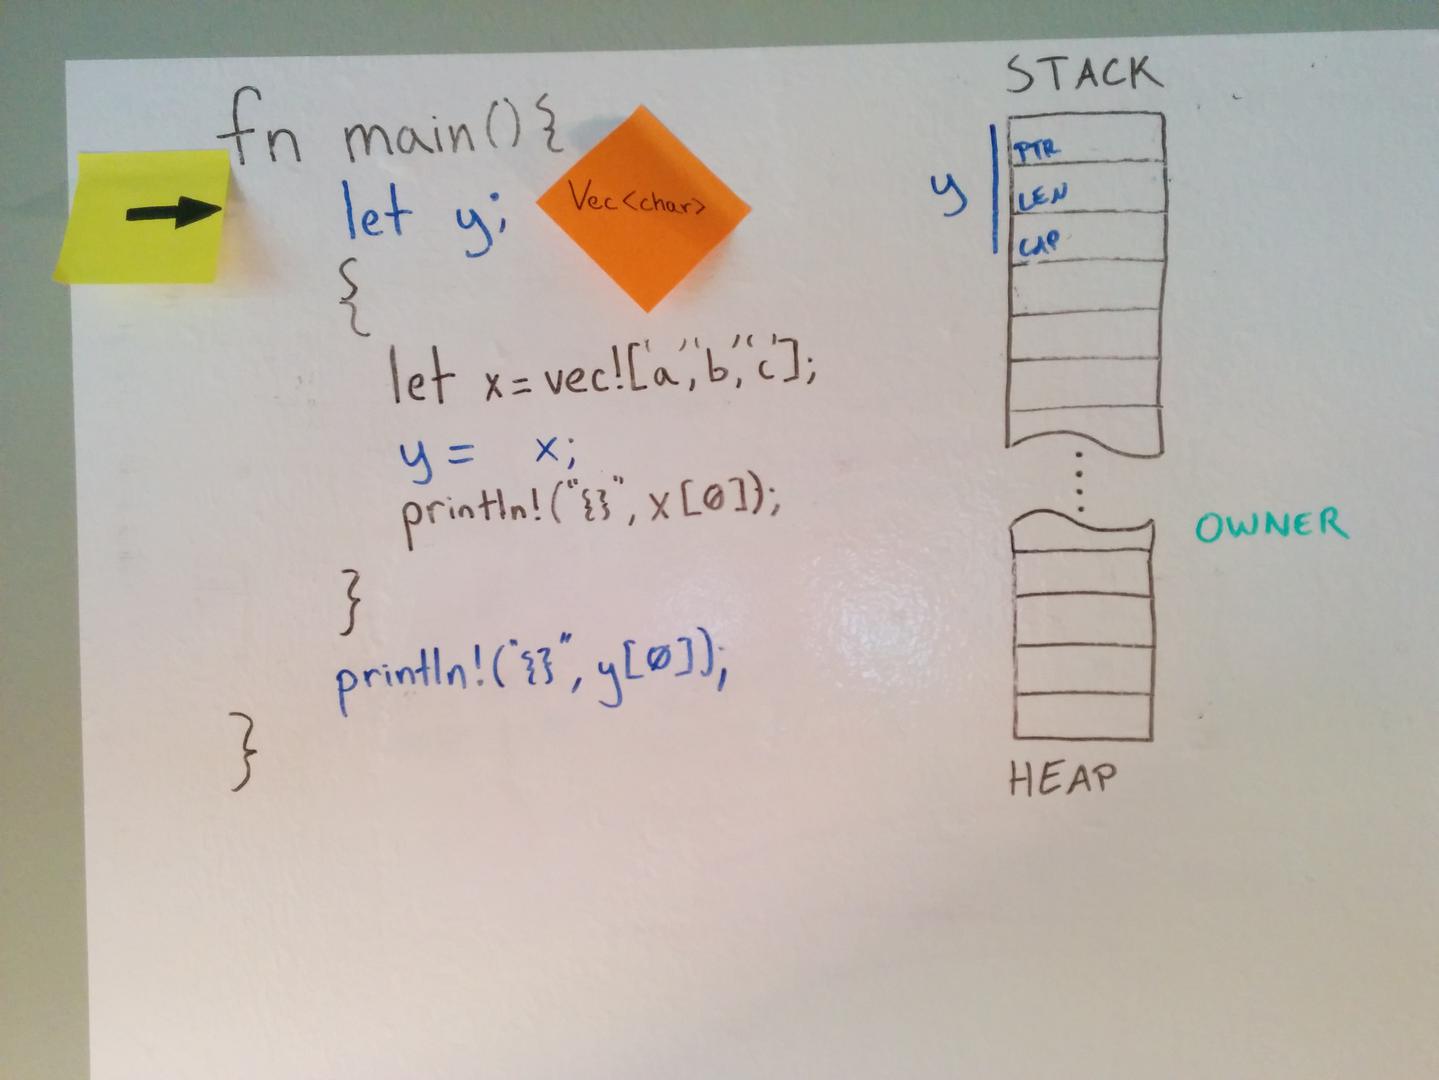 fn main(){
let y;
Vec<char>
{
let x=vec!['a','b','c'];
y = x;
println!("{}", x[0]);
}
println!("{}", y[0]);
}
STACK
y
PTR
LEN
CAP
OWNER
HEAP